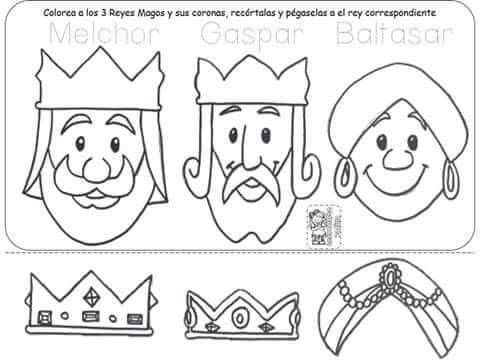 Colorea a los 3 Reyes Magos y sus coronas, recórtalas y pégaselas a el rey correspondiente
Melchor Gaspar Baltasar